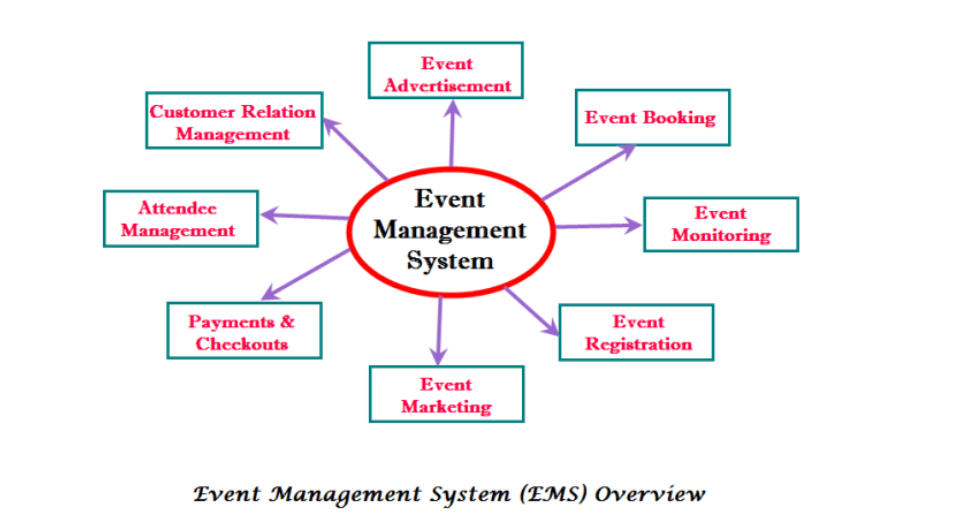 Event
Advertisement
Customer Relation
Management
Event Booking
Attendee
Management
Event
Management
System
Event
Monitoring
Payments &
Checkouts
Event
Registration
Event
Marketing
Event Management System (EMS) Overview